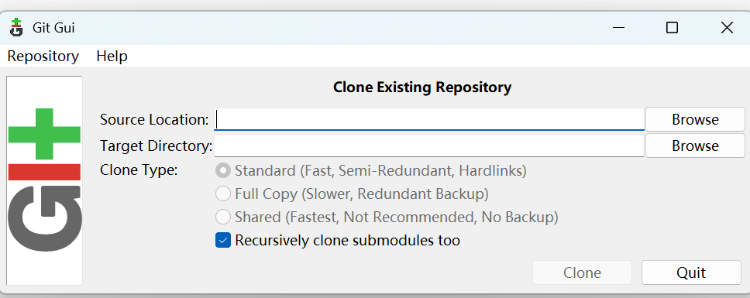 Git Gui
Repository Help
Clone Existing Repository
Source Location: Browse
Target Directory: Browse
Clone Type: Standard (Fast, Semi-Redundant, Hardlinks)
Full Copy (Slower, Redundant Backup)
Shared (Fastest, Not Recommended, No Backup)
Recursively clone submodules too
Clone Quit
GIT